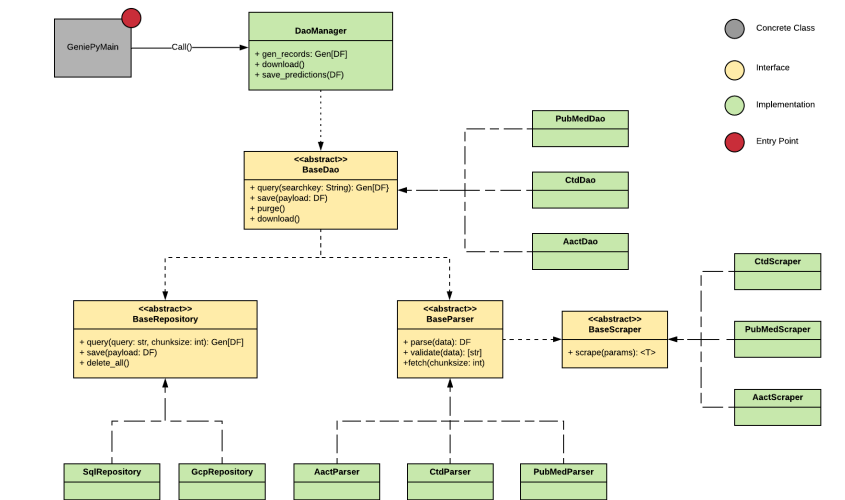 GeniePyMain
Call()
DaoManager
+ gen_records: Gen[DF]
+ download()
+ save_predictions(DF)
Concrete Class
Interface
Implementation
Entry Point
<<abstract>>
BaseDao
+ query(searchkey: String): Gen[DF}
+ save(payload: DF)
+ purge()
+ download()
PubMedDao
CtdDao
AactDao
<<abstract>>
BaseRepository
+ query(query: str, chunksize: int): Gen[DF]
+ save(payload: DF)
+ delete_all()
<<abstract>>
BaseParser
+ parse(data): DF
+ validate(data): [str]
+fetch(chunksize: int)
<<abstract>>
BaseScraper
+ scrape(params): <T>
CtdScraper
PubMedScraper
AactScraper
SqlRepository
GcpRepository
AactParser
CtdParser
PubMedParser